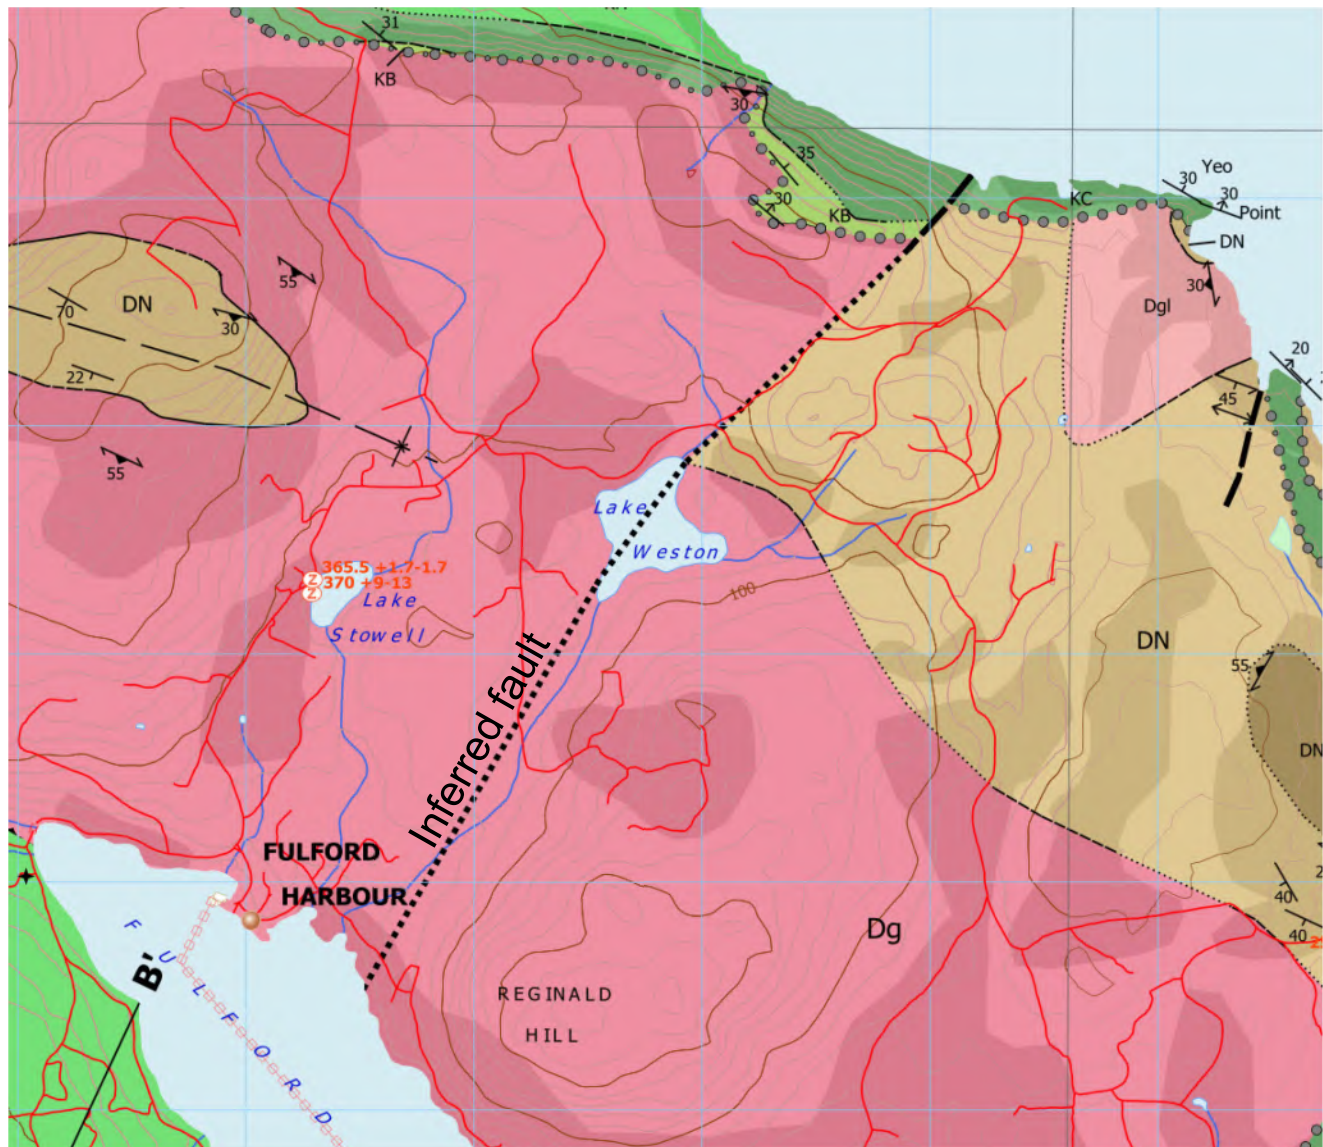 31
KB
30
35
30
KB
KC
Yeo
30
30
Point
DN
30
Dgl
55
70
DN
30
22
20
45
55
Lake
Weston
365.5 +1.7-1.7
370 +9-13
Lake
Stowell
100
DN
55
DN
Inferred fault
FULFORD
HARBOUR
40
40
Dg
FULFORD
B'
REGINALD
HILL
Z
Z